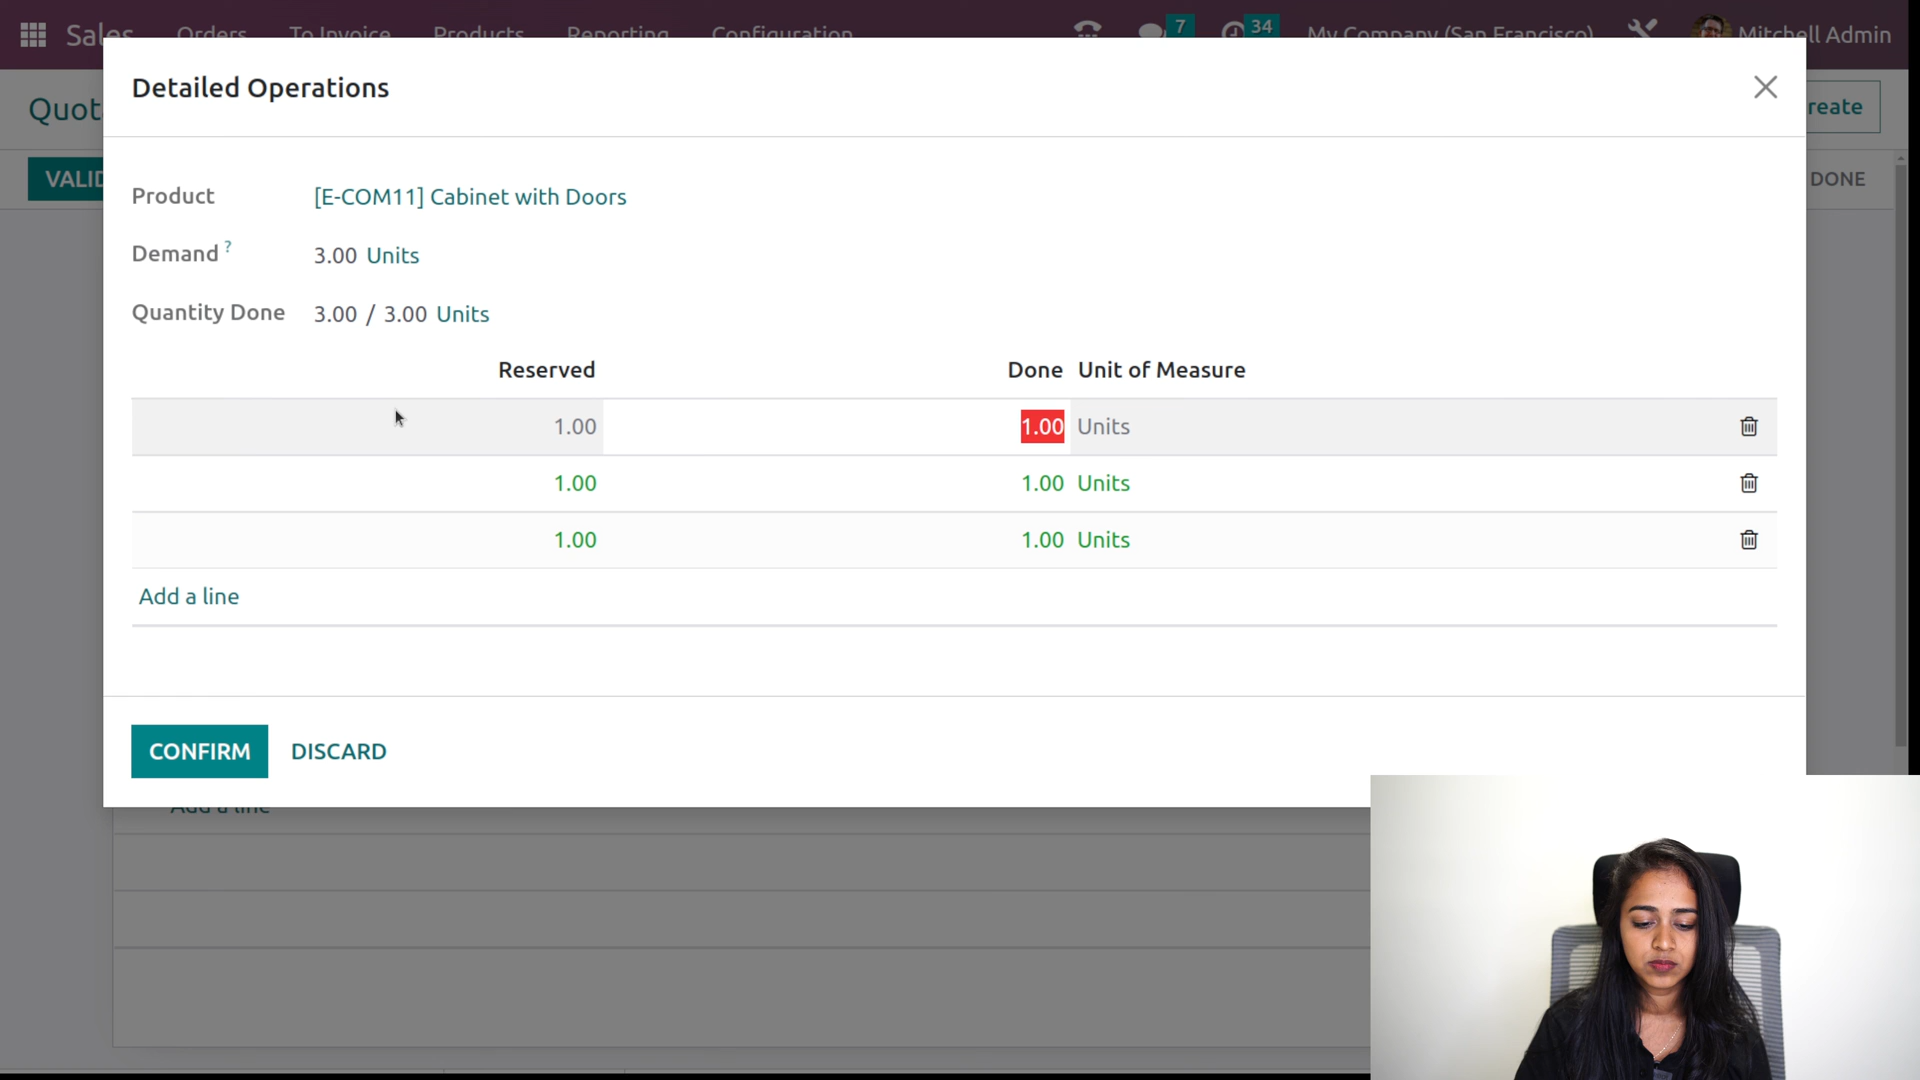 Sales Orders To Invoice Products Reporting Configuration 7 34 My Company (San Francisco) Mitchell Admin
Detailed Operations
Quot
reate
VALID
DONE
Product [E-COM11] Cabinet with Doors
Demand ? 3.00 Units
Quantity Done 3.00 / 3.00 Units
Reserved Done Unit of Measure
1.00 1.00 Units
1.00 1.00 Units
1.00 1.00 Units
Add a line
CONFIRM DISCARD
Add a line